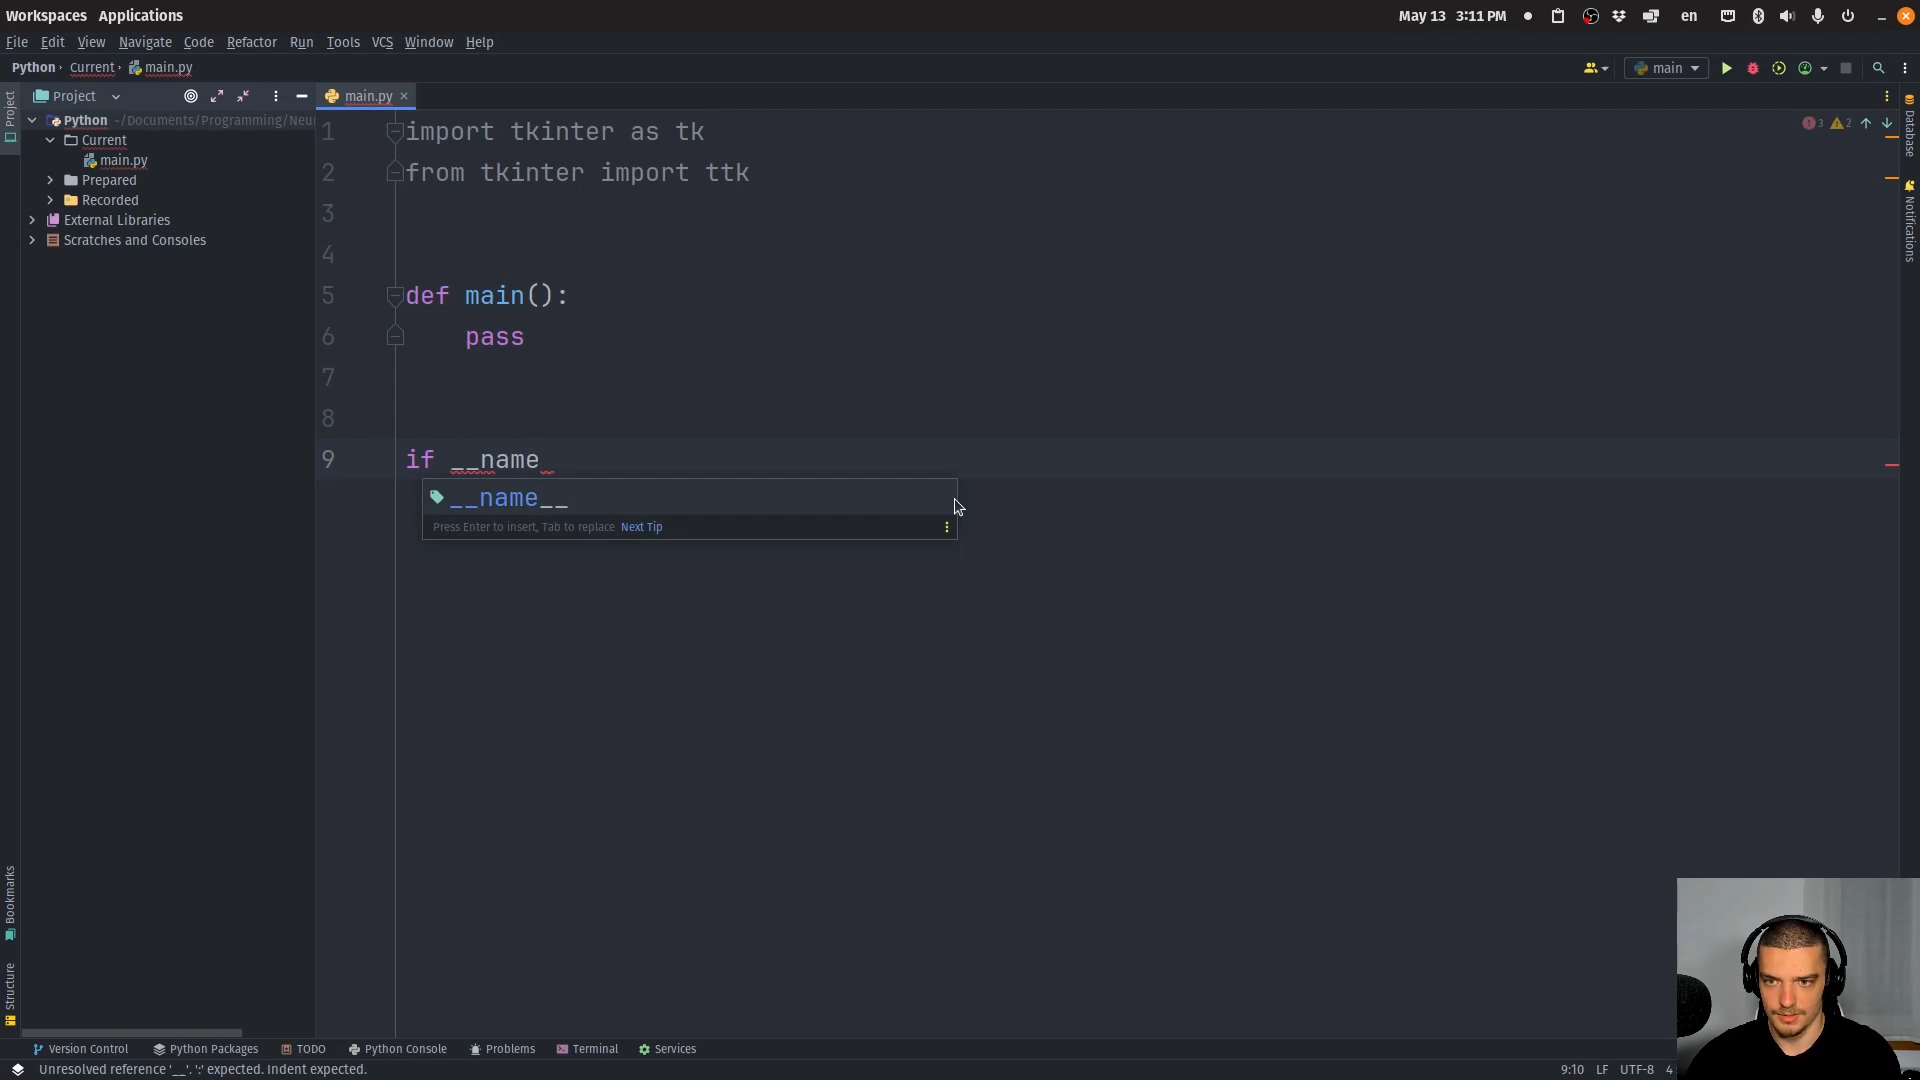 Workspaces Applications
May 13 3:11 PM
en
File Edit View Navigate Code Refactor Run Tools VCS Window Help
Python Current main.py
main
Project
Project
main.py
3 2
Database
Notifications
Python ~/Documents/Programming/Neur
Current
main.py
Prepared
Recorded
External Libraries
Scratches and Consoles
1 import tkinter as tk
2 from tkinter import ttk
3
4
5 def main():
6 pass
7
8
9 if __name_
__name__
Press Enter to insert, Tab to replace Next Tip
Bookmarks
Structure
Version Control Python Packages TODO Python Console Problems Terminal Services
Unresolved reference '__'. ':' expected. Indent expected.
9:10 LF UTF-8 4